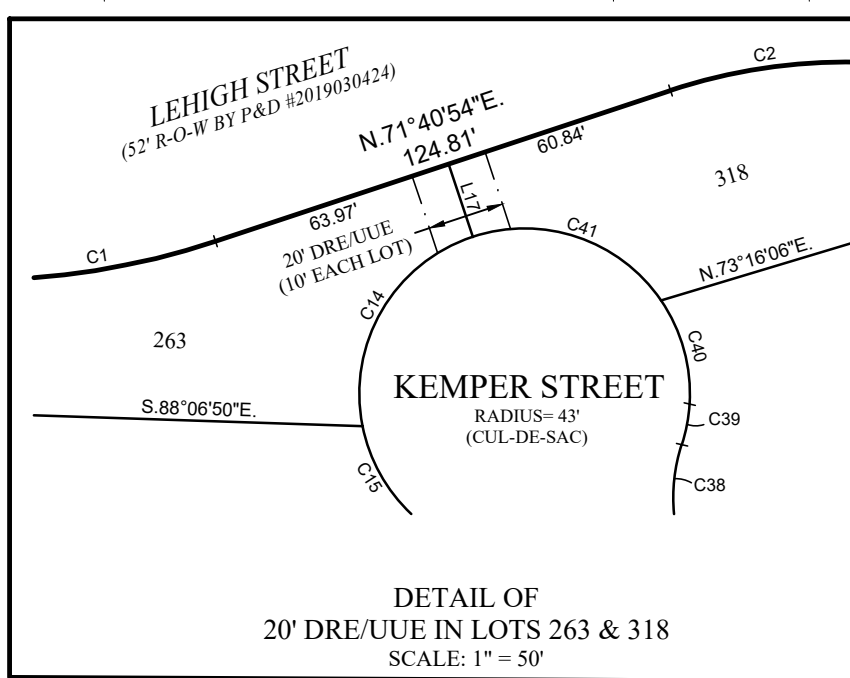 LEHIGH STREET
(52' R-O-W BY P&D #2019030424)
C2
N.71°40'54"E.
124.81'
60.84'
318
L17
63.97'
C41
20' DRE/UUE
(10' EACH LOT)
C1
N.73°16'06"E.
C14
263
C40
KEMPER STREET
RADIUS= 43'
(CUL-DE-SAC)
S.88°06'50"E.
C39
C15
C38
DETAIL OF
20' DRE/UUE IN LOTS 263 & 318
SCALE: 1" = 50'